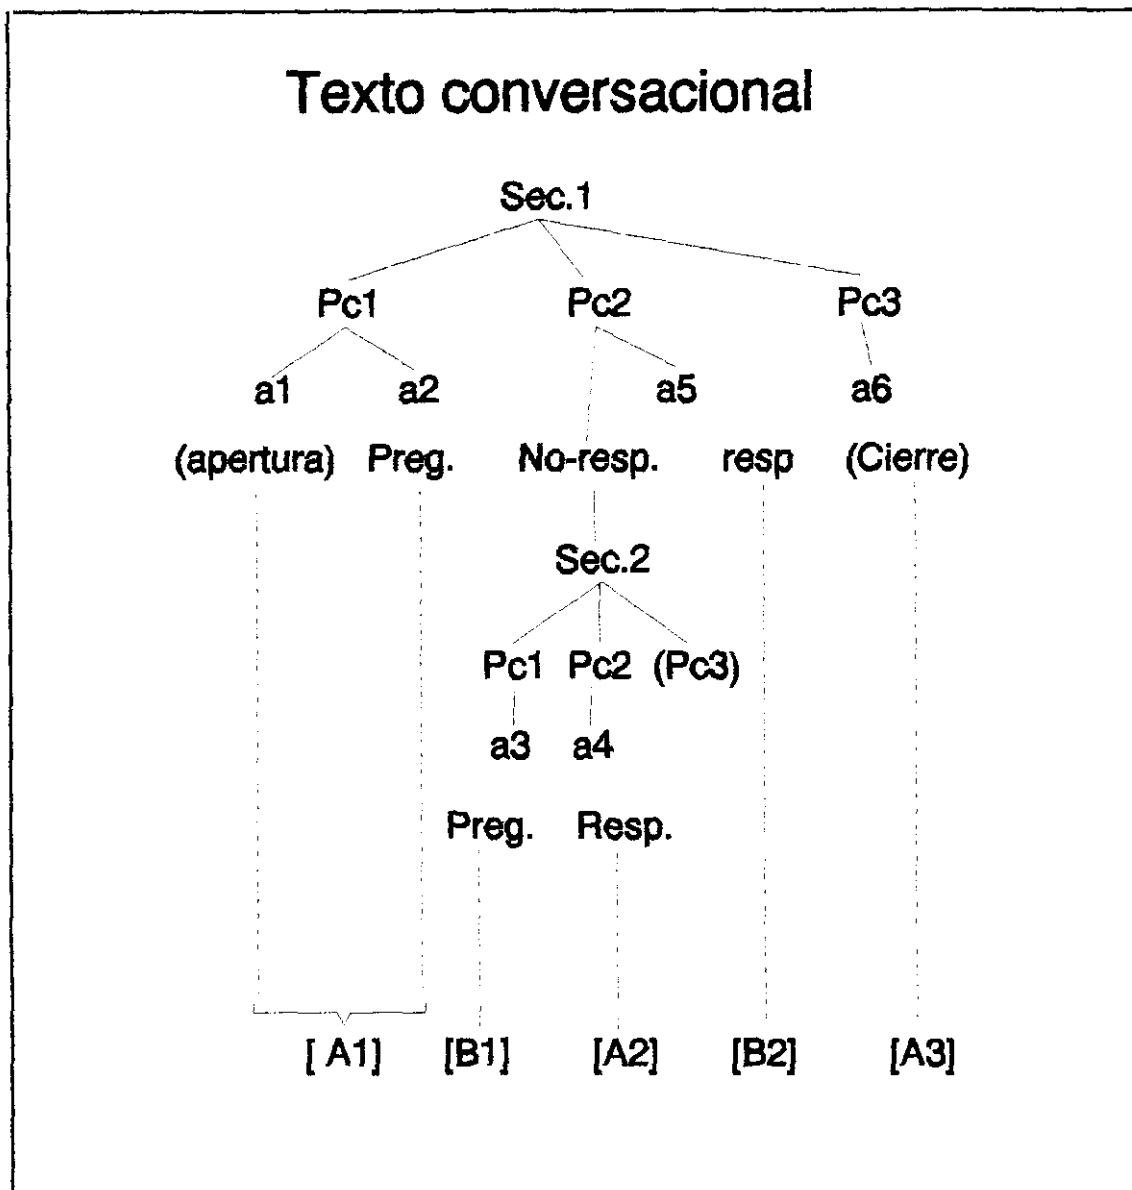 Texto conversacional
Sec.1
Pc1 Pc2 Pc3
a1 a2 a5 a6
(apertura) Preg. No-resp. resp (Cierre)
Sec.2
Pc1 Pc2 (Pc3)
a3 a4
Preg. Resp.
[ A1] [B1] [A2] [B2] [A3]